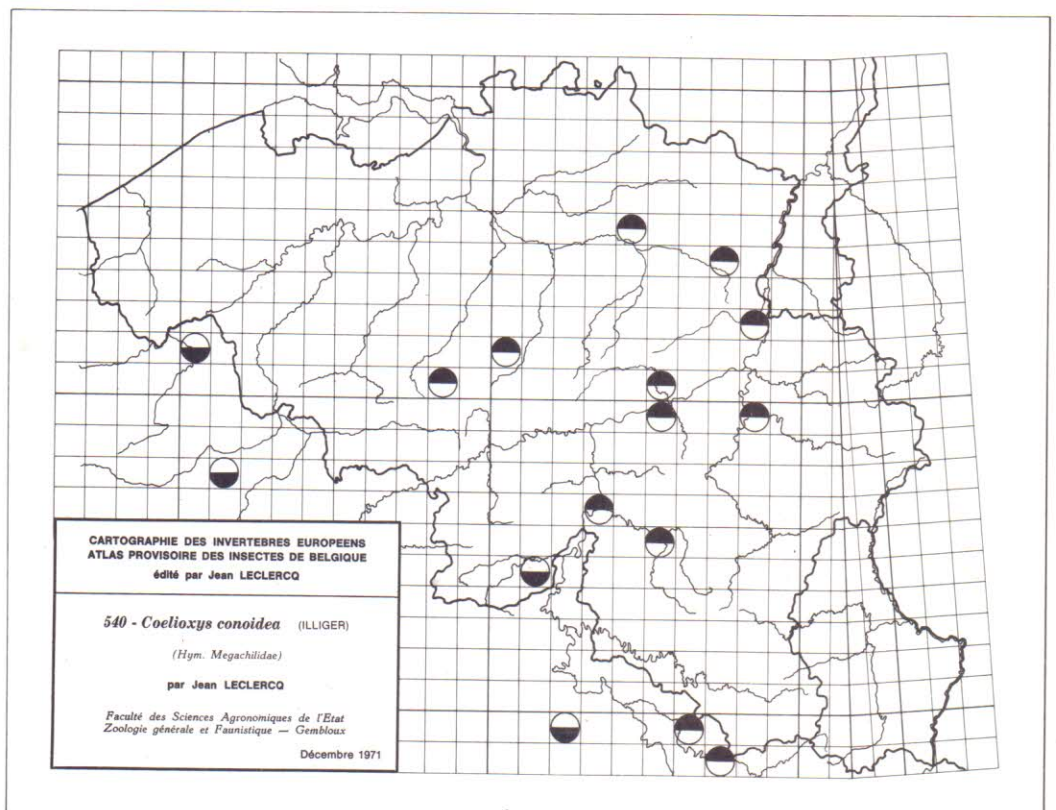 CARTOGRAPHIE DES INVERTEBRES EUROPEENS
ATLAS PROVISOIRE DES INSECTES DE BELGIQUE
édité par Jean LECLERCQ
540 - Coelioxys conoidea (ILLIGER)
(Hym. Megachilidae)
par Jean LECLERCQ
Faculté des Sciences Agronomiques de l'Etat
Zoologie générale et Faunistique — Gembloux
Décembre 1971